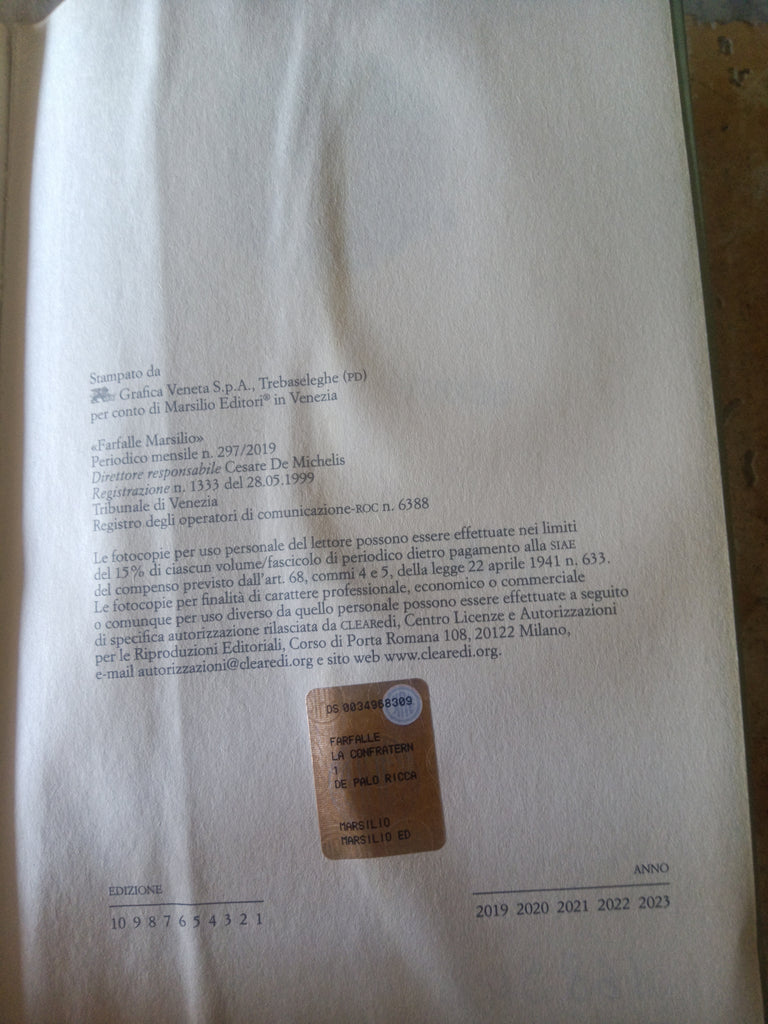 Stampato da
Grafica Veneta S.p.A., Trebaseleghe (PD)
per conto di Marsilio Editori® in Venezia
«Farfalle Marsilio»
Periodico mensile n. 297/2019
Direttore responsabile Cesare De Michelis
Registrazione n. 1333 del 28.05.1999
Tribunale di Venezia
Registro degli operatori di comunicazione-ROC n. 6388
Le fotocopie per uso personale del lettore possono essere effettuate nei limiti
del 15% di ciascun volume/fascicolo di periodico dietro pagamento alla SIAE
del compenso previsto dall'art. 68, commi 4 e 5, della legge 22 aprile 1941 n. 633.
Le fotocopie per finalità di carattere professionale, economico o commerciale
o comunque per uso diverso da quello personale possono essere effettuate a seguito
di specifica autorizzazione rilasciata da CLEARedi, Centro Licenze e Autorizzazioni
per le Riproduzioni Editoriali, Corso di Porta Romana 108, 20122 Milano,
e-mail autorizzazioni@clearedi.org e sito web www.clearedi.org.
DS 0034968309
FARFALLE
LA CONFRATERN
1
DE PALO RICCA
MARSILIO
MARSILIO ED
EDIZIONE
10 9 8 7 6 5 4 3 2 1
ANNO
2019 2020 2021 2022 2023